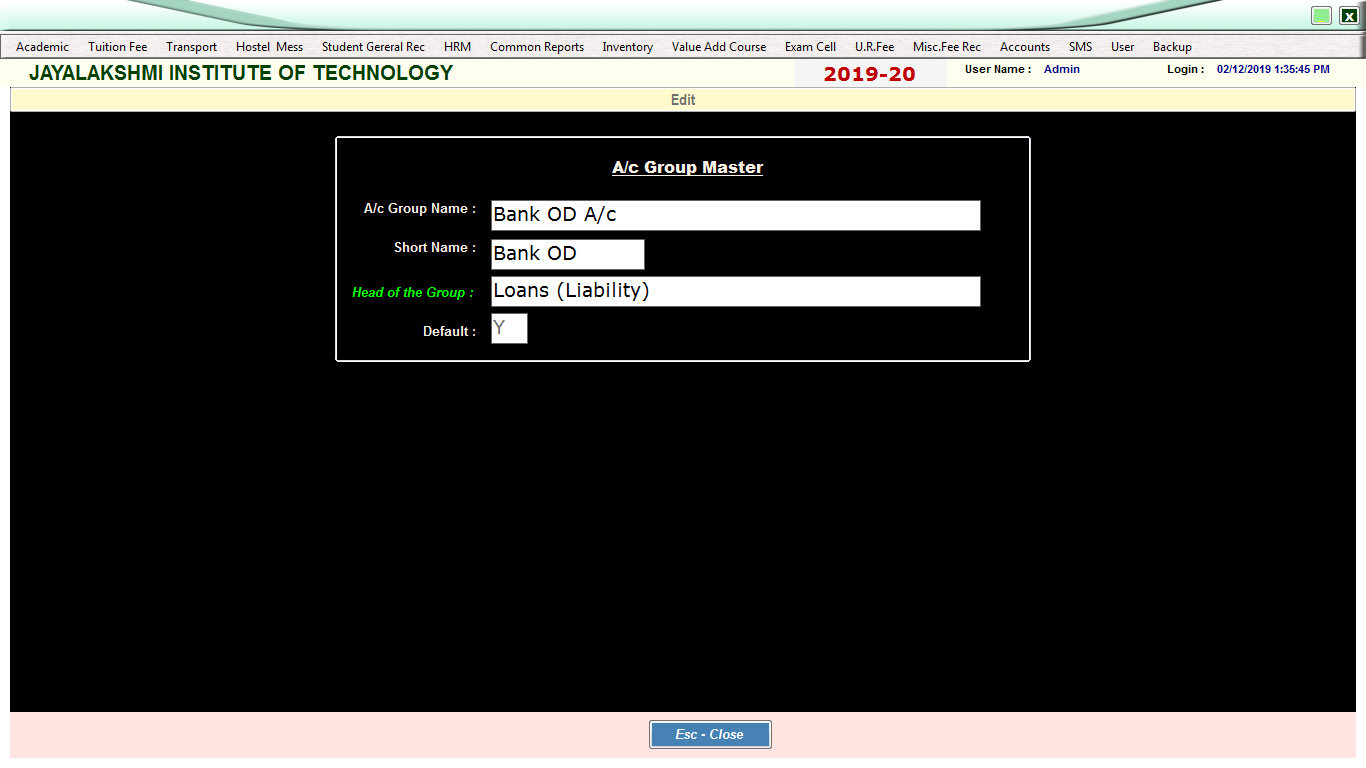 x
Academic Tuition Fee Transport Hostel Mess Student Gereral Rec HRM Common Reports Inventory Value Add Course Exam Cell U.R.Fee Misc.Fee Rec Accounts SMS User Backup
JAYALAKSHMI INSTITUTE OF TECHNOLOGY 2019-20 User Name : Admin Login : 02/12/2019 1:35:45 PM
Edit
A/c Group Master
A/c Group Name : Bank OD A/c
Short Name : Bank OD
Head of the Group : Loans (Liability)
Default : Y
Esc - Close